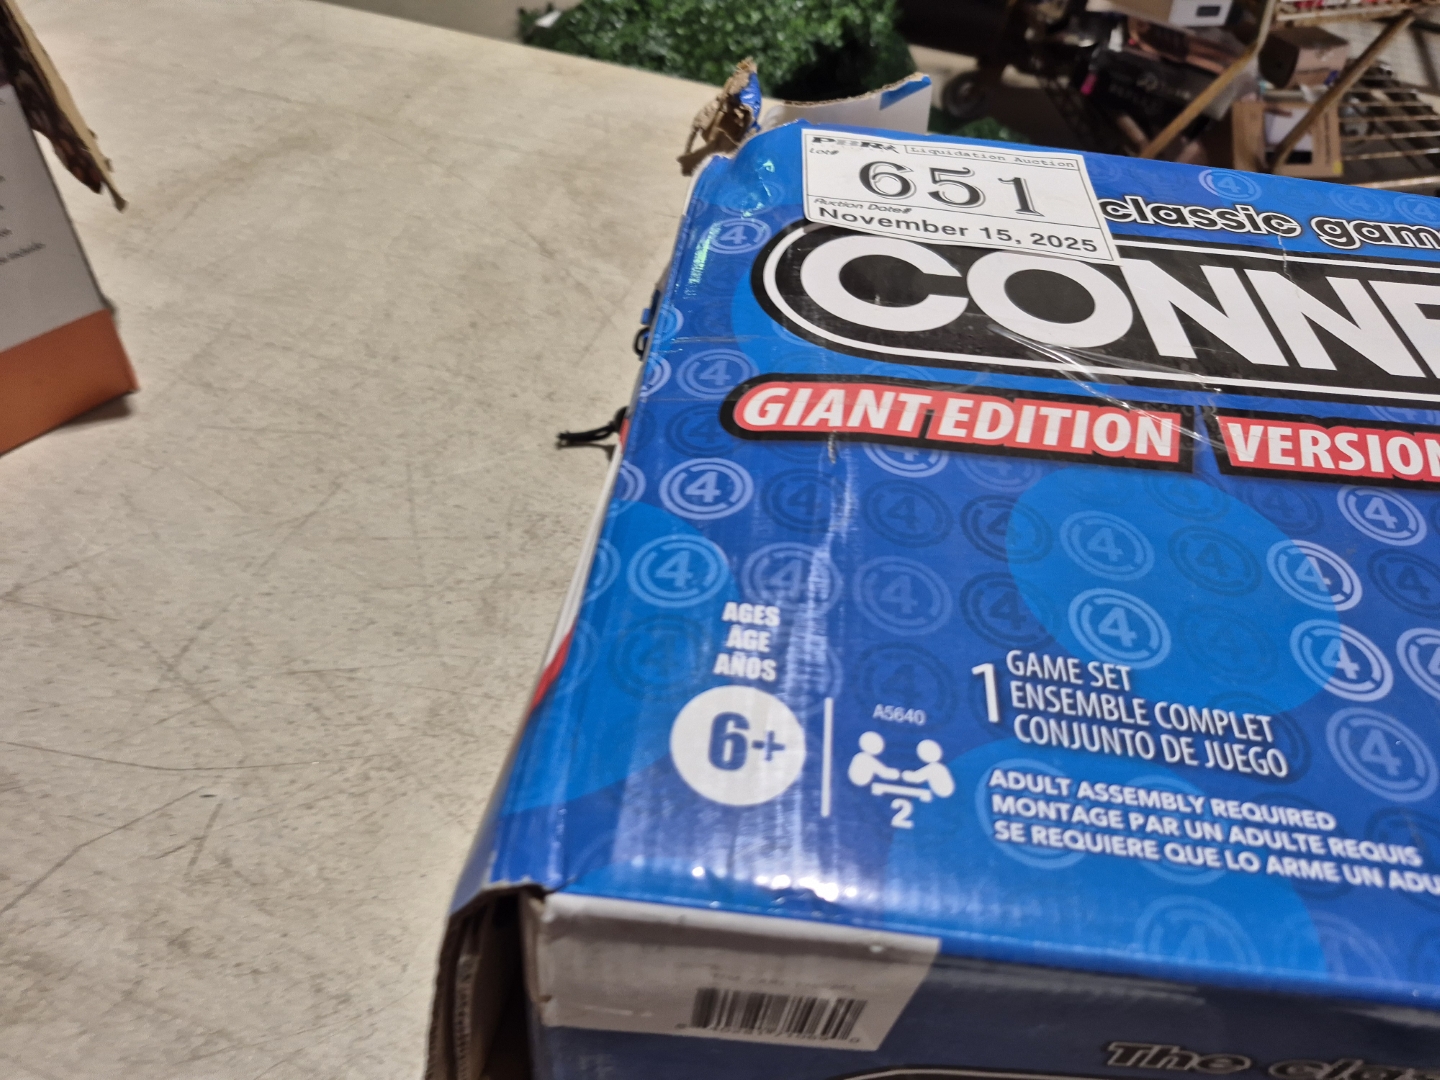 Liquidation Auction
Lot#
651
Auction Date#
November 15, 2025
classic gam
CONNE
GIANT EDITION VERSION
AGES
ÂGE
AÑOS
6+
A5640
2
1 GAME SET
ENSEMBLE COMPLET
CONJUNTO DE JUEGO
ADULT ASSEMBLY REQUIRED
MONTAGE PAR UN ADULTE REQUIS
SE REQUIERE QUE LO ARME UN ADU
The clas